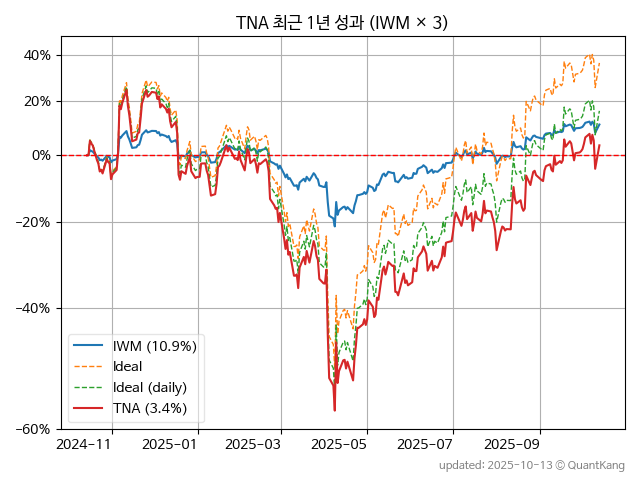 TNA 최근 1년 성과 (IWM × 3)
40%
20%
0%
−20%
−40%
−60%
IWM (10.9%)
Ideal
Ideal (daily)
TNA (3.4%)
2024-11
2025-01
2025-03
2025-05
2025-07
2025-09
updated: 2025-10-13 © QuantKang